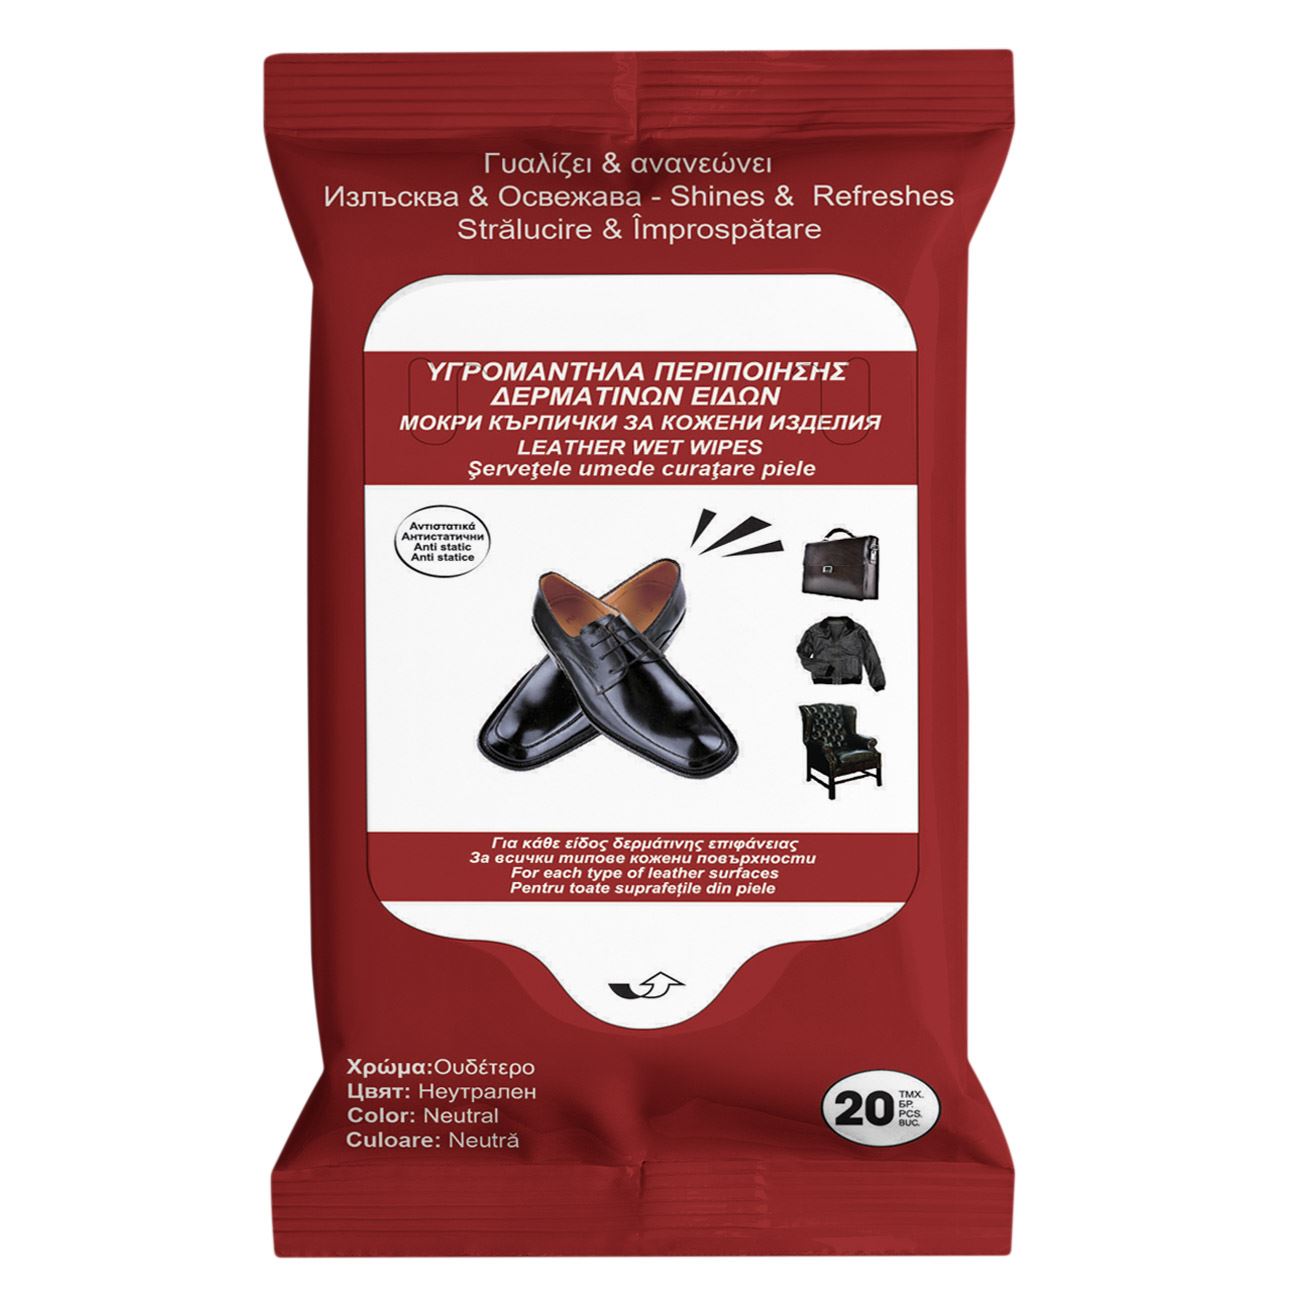 Γυαλίζει & ανανεώνει
Излъсква & Освежава - Shines & Refreshes
Strălucire & Împrospătare
ΥΓΡΟΜΑΝΤΗΛΑ ΠΕΡΙΠΟΙΗΣΗΣ
ΔΕΡΜΑΤΙΝΩΝ ΕΙΔΩΝ
МОКРИ КЪРПИЧКИ ЗА КОЖЕНИ ИЗДЕЛИЯ
LEATHER WET WIPES
Şerveţele umede curaţare piele
Αντιστατικά
Антистатични
Anti static
Anti statice
Για κάθε είδος δερμάτινης επιφάνειας
За всички типове кожени повърхности
For each type of leather surfaces
Pentru toate suprafețile din piele
Χρώμα:Ουδέτερο
Цвят: Неутрален
Color: Neutral
Culoare: Neutră
20 ΤΜΧ.
БР.
PCS.
BUC.